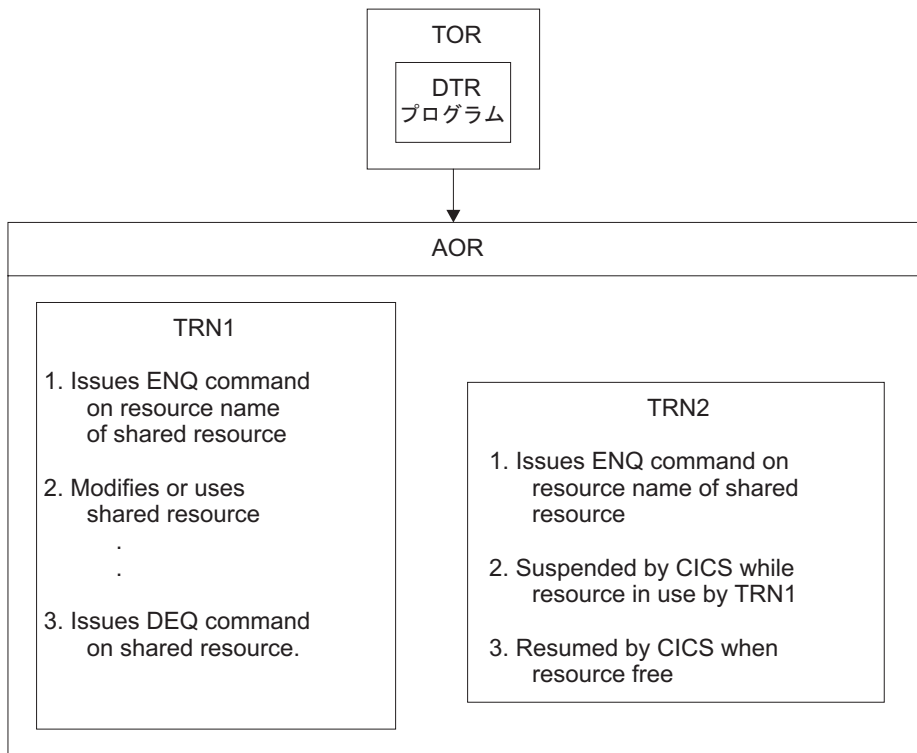 TOR
DTR
プログラム
AOR
TRN1
1. Issues ENQ command
on resource name
of shared resource
2. Modifies or uses
shared resource
.
.
3. Issues DEQ command
on shared resource.
TRN2
1. Issues ENQ command on
resource name of shared
resource
2. Suspended by CICS while
resource in use by TRN1
3. Resumed by CICS when
resource free